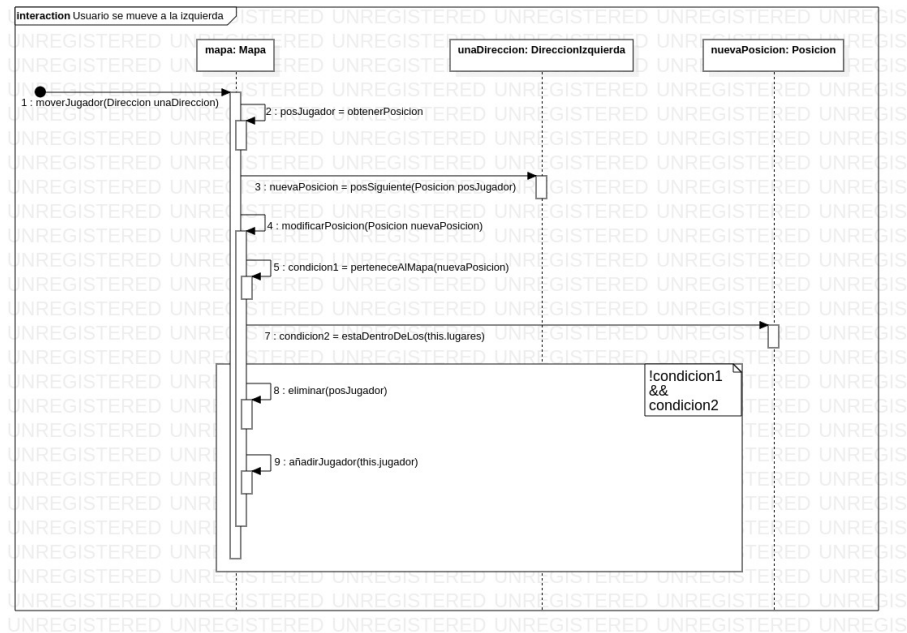 interaction Usuario se mueve a la izquierda
mapa: Mapa
unaDireccion: DireccionIzquierda
nuevaPosicion: Posicion
1 : moverJugador(Direccion unaDireccion)
2 : posJugador = obtenerPosicion
3 : nuevaPosicion = posSiguiente(Posicion posJugador)
4 : modificarPosicion(Posicion nuevaPosicion)
5 : condicion1 = perteneceAlMapa(nuevaPosicion)
7 : condicion2 = estaDentroDeLos(this.lugares)
!condicion1
&&
condicion2
8 : eliminar(posJugador)
9 : añadirJugador(this.jugador)
UNREGISTERED